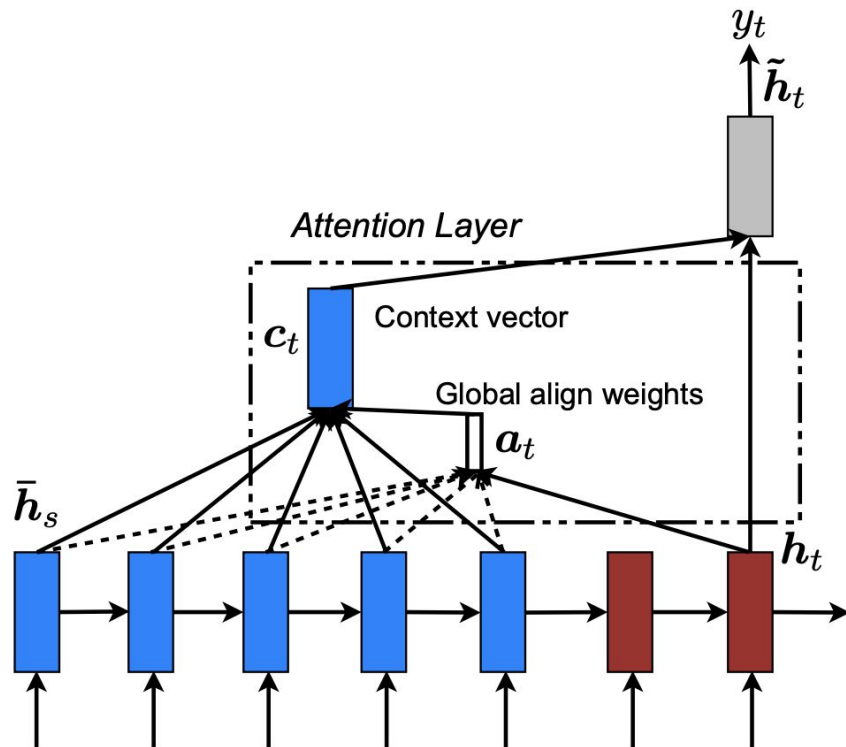 y_t
h̃_t
Attention Layer
c_t
Context vector
Global align weights
a_t
h̄_s
h_t